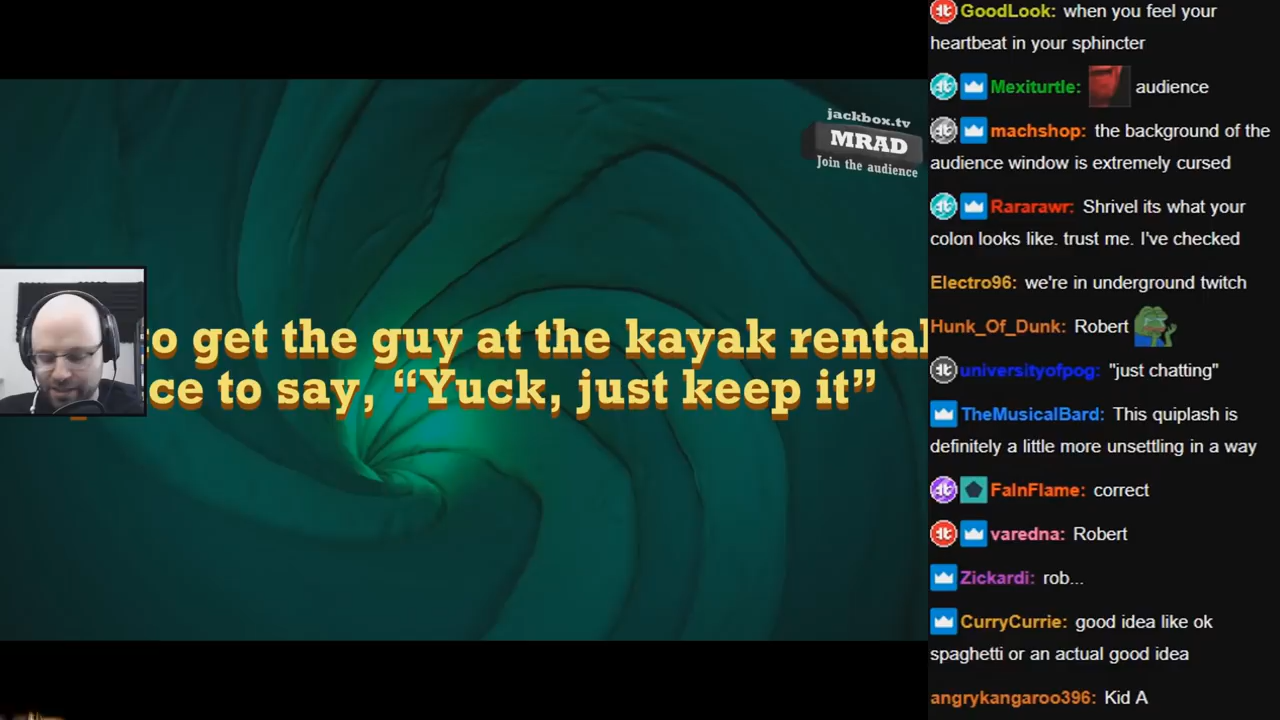 jackbox.tv
MRAD
Join the audience
to get the guy at the kayak rental
ce to say, “Yuck, just keep it”
GoodLook: when you feel your
heartbeat in your sphincter
Mexiturtle: audience
machshop: the background of the
audience window is extremely cursed
Rararawr: Shrivel its what your
colon looks like. trust me. I've checked
Electro96: we're in underground twitch
Hunk_Of_Dunk: Robert
universityofpog: "just chatting"
TheMusicalBard: This quiplash is
definitely a little more unsettling in a way
FalnFlame: correct
varedna: Robert
Zickardi: rob...
CurryCurrie: good idea like ok
spaghetti or an actual good idea
angrykangaroo396: Kid A